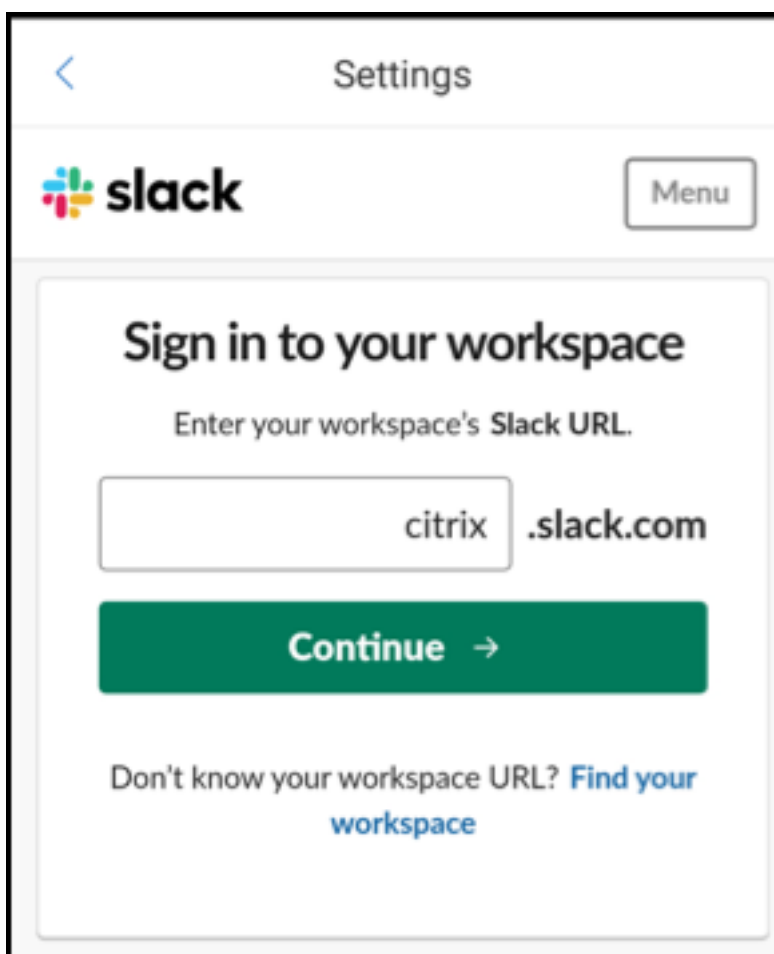 Settings
slack
Menu
Sign in to your workspace
Enter your workspace's Slack URL.
citrix .slack.com
Continue →
Don't know your workspace URL? Find your
workspace